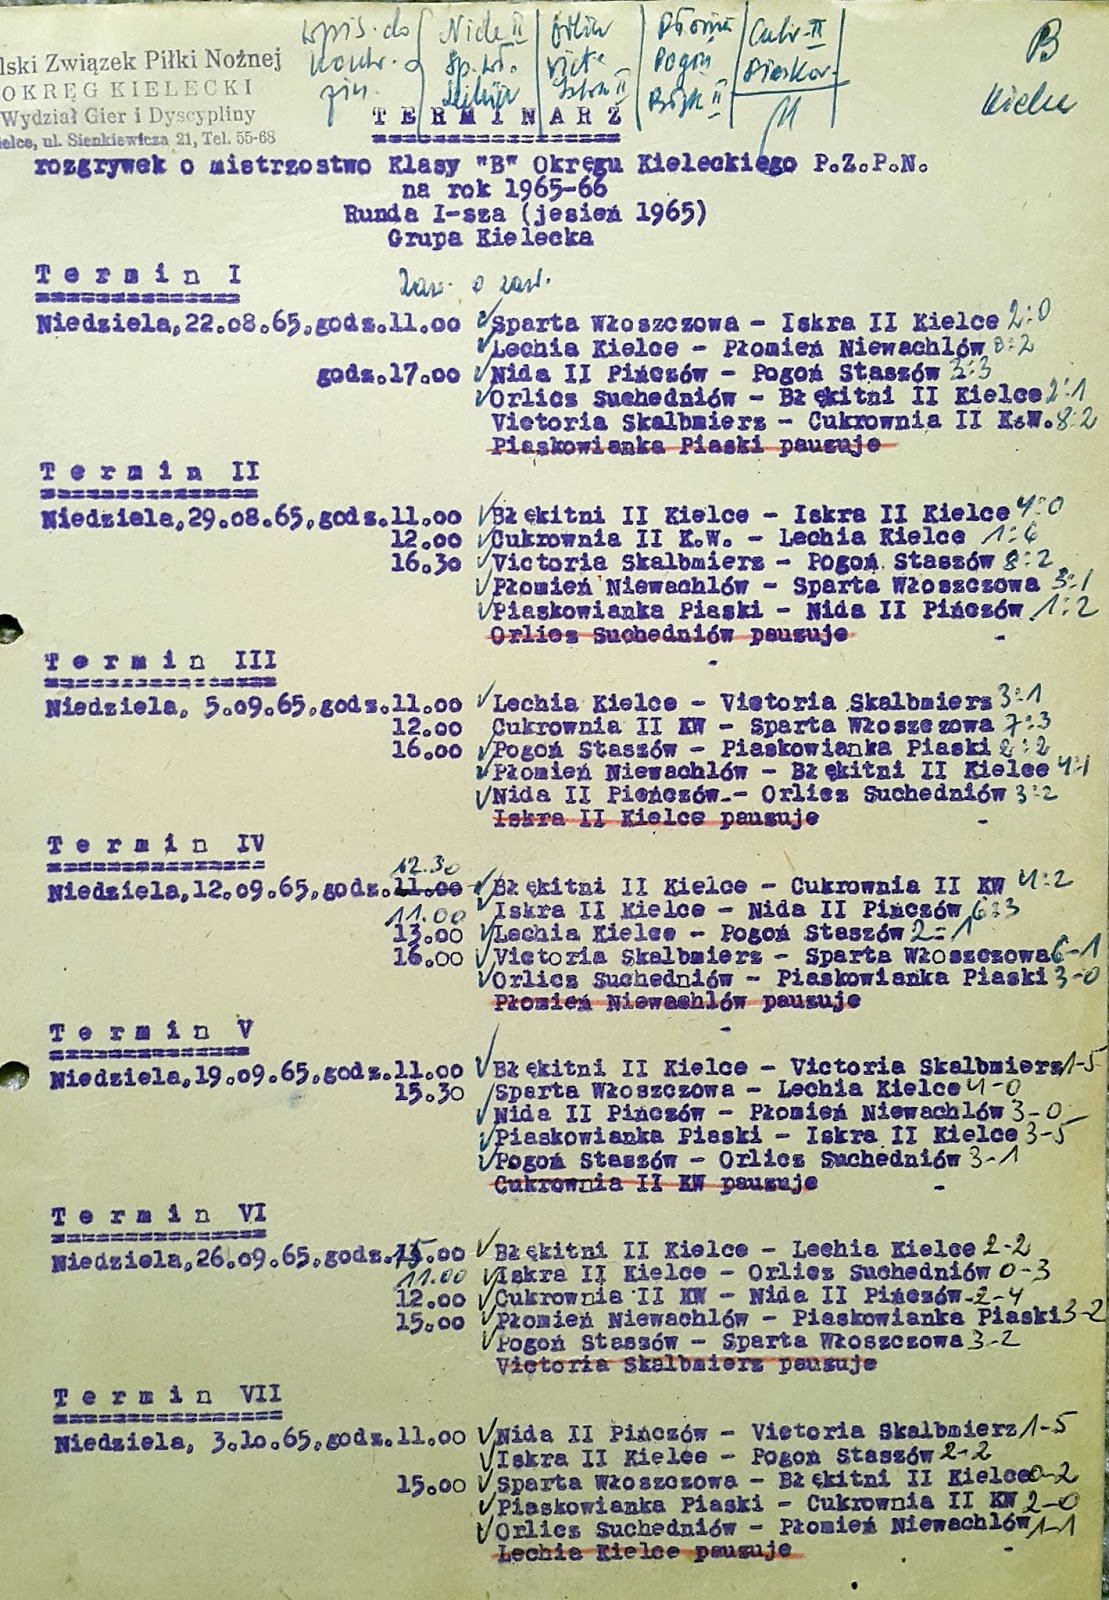 lski Związek Piłki Nożnej
OKRĘG KIELECKI
Wydział Gier i Dyscypliny
ielce, ul. Sienkiewicza 21, Tel. 55-68
Nida II
Sp. Wł.
Pogoń
Cukr. II
11
B
Kielce
T E R M I N A R Z
rozgrywek o mistrzostwo Klasy "B" Okręgu Kieleckiego P.Z.P.N.
na rok 1965-66
Runda I-sza (jesień 1965)
Grupa Kielecka
T e r m i n I
Niedziela,22.08.65,godz.11.00 Sparta Włoszczowa - Iskra II Kielce 2:0
Lechia Kielce - Płomień Niewachlów 8:2
godz.17.00 Nida II Pińczów - Pogoń Staszów 3:3
Orlicz Suchedniów - Błękitni II Kielce 2:1
Victoria Skalbmierz - Cukrownia II K.W. 8:2
Piaskowianka Piaski pauzuje
T e r m i n II
Niedziela,29.08.65,godz.11.00 Błękitni II Kielce - Iskra II Kielce 4:0
12.00 Cukrownia II K.W. - Lechia Kielce 1:6
16.30 Victoria Skalbmierz - Pogoń Staszów 8:2
Płomień Niewachlów - Sparta Włoszczowa 3:1
Piaskowianka Piaski - Nida II Pińczów 1:2
Orlicz Suchedniów pauzuje
T e r m i n III
Niedziela, 5.09.65,godz.11.00 Lechia Kielce - Victoria Skalbmierz 3:1
12.00 Cukrownia II KW - Sparta Włoszczowa 7:3
16.00 Pogoń Staszów - Piaskowianka Piaski 2:2
Płomień Niewachlów - Błękitni II Kielce 4:1
Nida II Pieńczów - Orlicz Suchedniów 3:2
Iskra II Kielce pauzuje
T e r m i n IV
12.30
Niedziela,12.09.65,godz.11.00 Błękitni II Kielce - Cukrownia II KW 4:2
11.00 Iskra II Kielce - Nida II Pińczów 6:3
13.00 Lechia Kielce - Pogoń Staszów 2:1
16.00 Victoria Skalbmierz - Sparta Włoszczowa 6-1
Orlicz Suchedniów - Piaskowianka Piaski 3-0
Płomień Niewachlów pauzuje
T e r m i n V
Niedziela,19.09.65,godz.11.00 Błękitni II Kielce - Victoria Skalbmierz 1-5
15.30 Sparta Włoszczowa - Lechia Kielce 4-0
Nida II Pińczów - Płomień Niewachlów 3-0
Piaskowianka Piaski - Iskra II Kielce 3-5
Pogoń Staszów - Orlicz Suchedniów 3-1
Cukrownia II KW pauzuje
T e r m i n VI
Niedziela,26.09.65,godz.15.00 Błękitni II Kielce - Lechia Kielce 2-2
11.00 Iskra II Kielce - Orlicz Suchedniów 0-3
12.00 Cukrownia II KW - Nida II Pińczów 2-4
15.00 Płomień Niewachlów - Piaskowianka Piaski 3-2
Pogoń Staszów - Sparta Włoszczowa 3-2
Victoria Skalbmierz pauzuje
T e r m i n VII
Niedziela, 3.10.65,godz.11.00 Nida II Pińczów - Victoria Skalbmierz 1-5
Iskra II Kielce - Pogoń Staszów 2-2
15.00 Sparta Włoszczowa - Błękitni II Kielce 0-2
Piaskowianka Piaski - Cukrownia II KW 2-0
Orlicz Suchedniów - Płomień Niewachlów 1-1
Lechia Kielce pauzuje